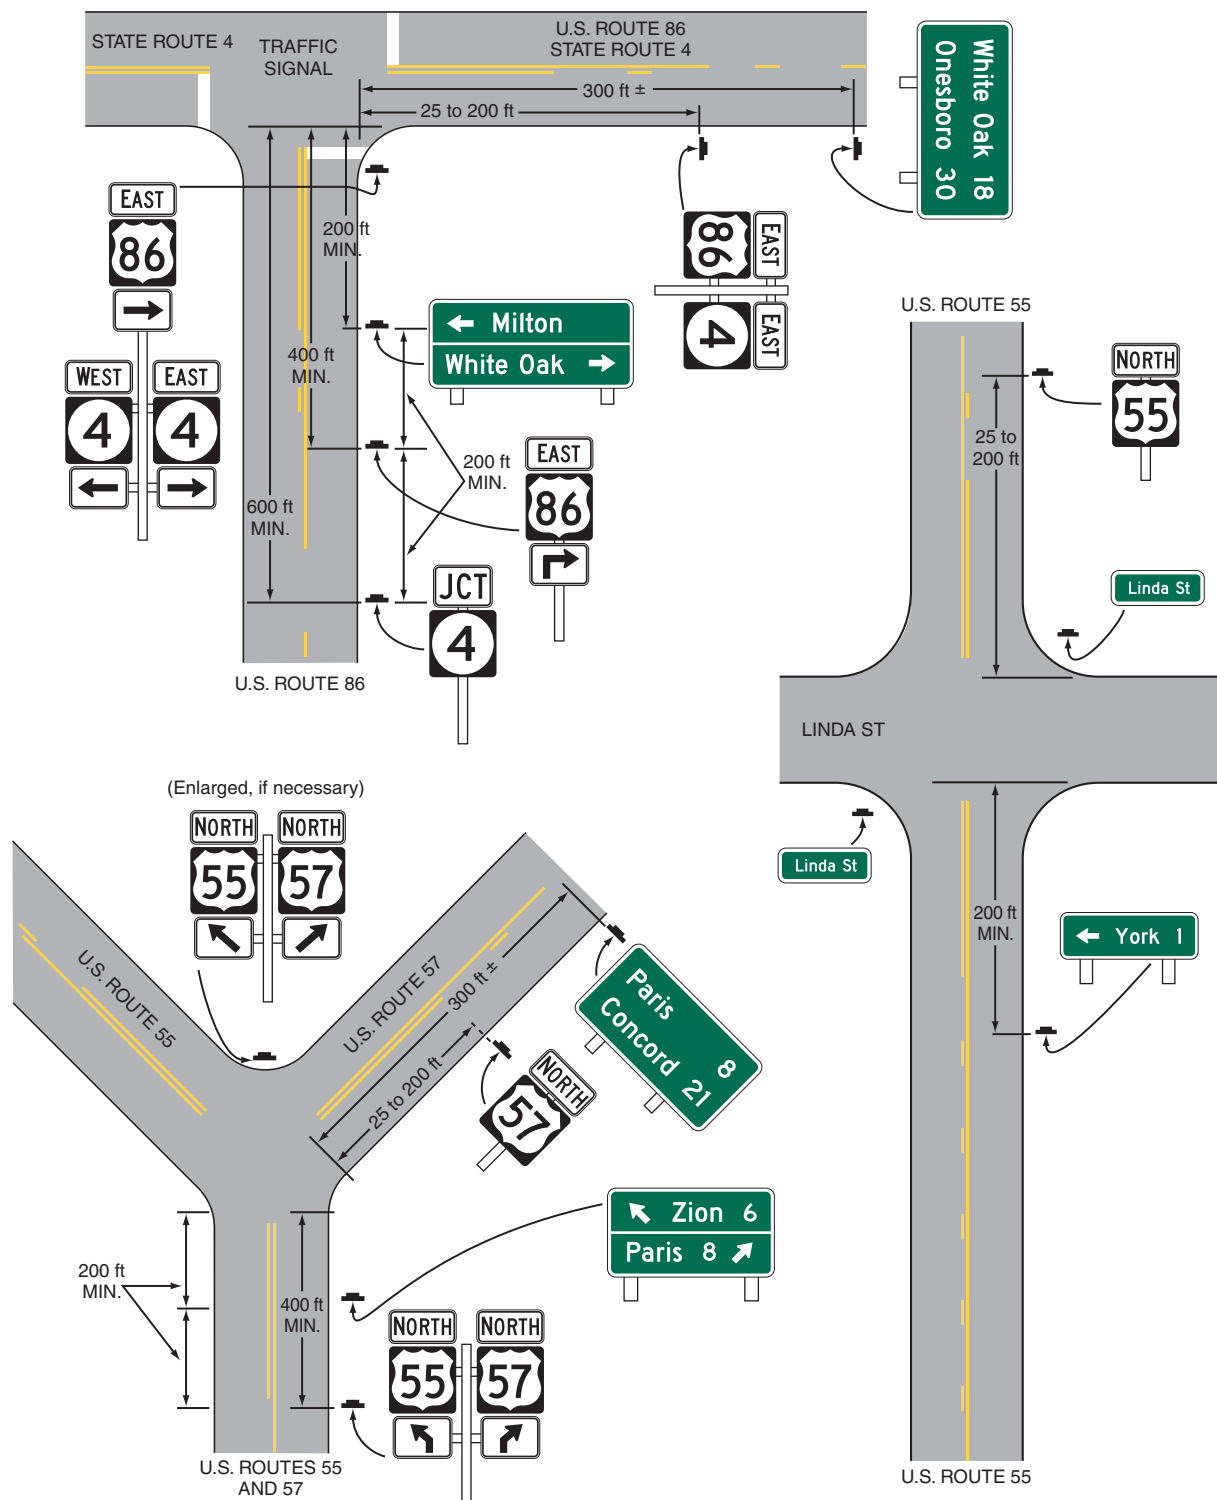 STATE ROUTE 4
TRAFFIC
SIGNAL
U.S. ROUTE 86
STATE ROUTE 4
300 ft ±
25 to 200 ft
White Oak 18
Onesboro 30
EAST
86
EAST
4
EAST
86
200 ft
MIN.
Milton
White Oak
400 ft
MIN.
WEST
4
EAST
4
200 ft
MIN.
EAST
86
600 ft
MIN.
JCT
4
U.S. ROUTE 86
U.S. ROUTE 55
NORTH
55
25 to
200 ft
Linda St
LINDA ST
Linda St
200 ft
MIN.
York 1
U.S. ROUTE 55
(Enlarged, if necessary)
NORTH
55
NORTH
57
U.S. ROUTE 55
U.S. ROUTE 57
300 ft ±
25 to 200 ft
Paris 8
Concord 21
NORTH
57
Zion 6
Paris 8
200 ft
MIN.
400 ft
MIN.
NORTH
55
NORTH
57
U.S. ROUTES 55
AND 57